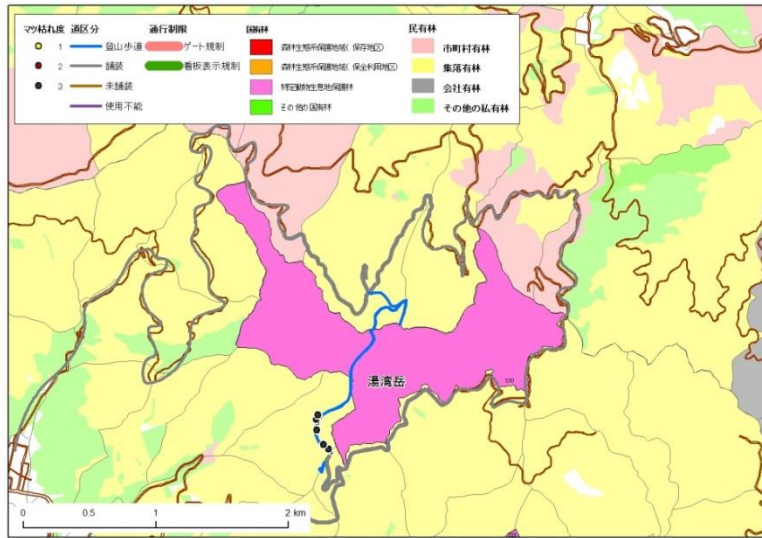 マツ枯れ度 道区分 通行制限 国有林 民有林
1 登山歩道 ゲート規制 森林生態系保護地域(保存地区) 市町村有林
2 舗装 看板表示規制 森林生態系保護地域(保全利用地区) 集落有林
3 未舗装 特定動物生息地保護林 会社有林
使用不能 その他の国有林 その他の私有林
湯湾岳
0 0.5 1 2 km